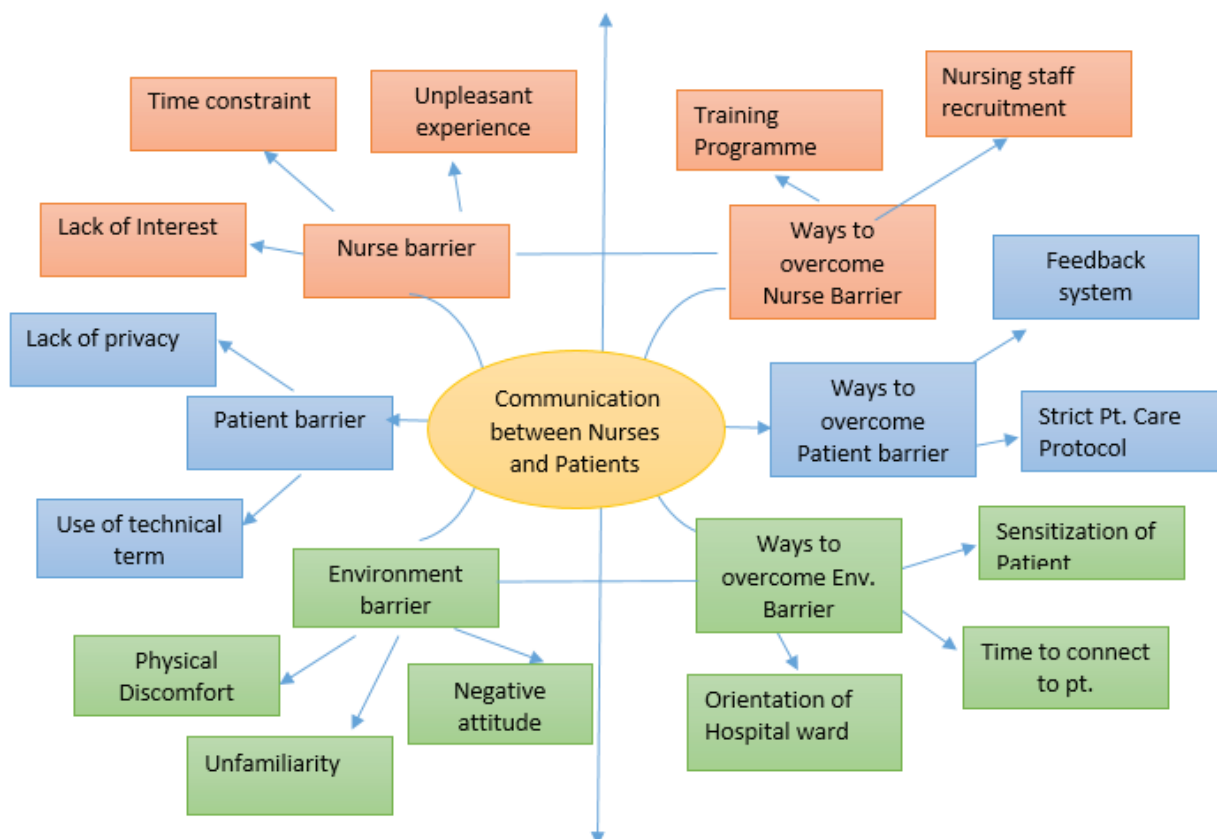 Time constraint
Unpleasant
experience
Nursing staff
recruitment
Training
Programme
Lack of Interest
Nurse barrier
Ways to
overcome
Nurse Barrier
Feedback
system
Lack of privacy
Patient barrier
Communication
between Nurses
and Patients
Ways to
overcome
Patient barrier
Strict Pt. Care
Protocol
Use of technical
term
Environment
barrier
Ways to
overcome Env.
Barrier
Sensitization of
Patient
Physical
Discomfort
Negative
attitude
Unfamiliarity
Orientation of
Hospital ward
Time to connect
to pt.